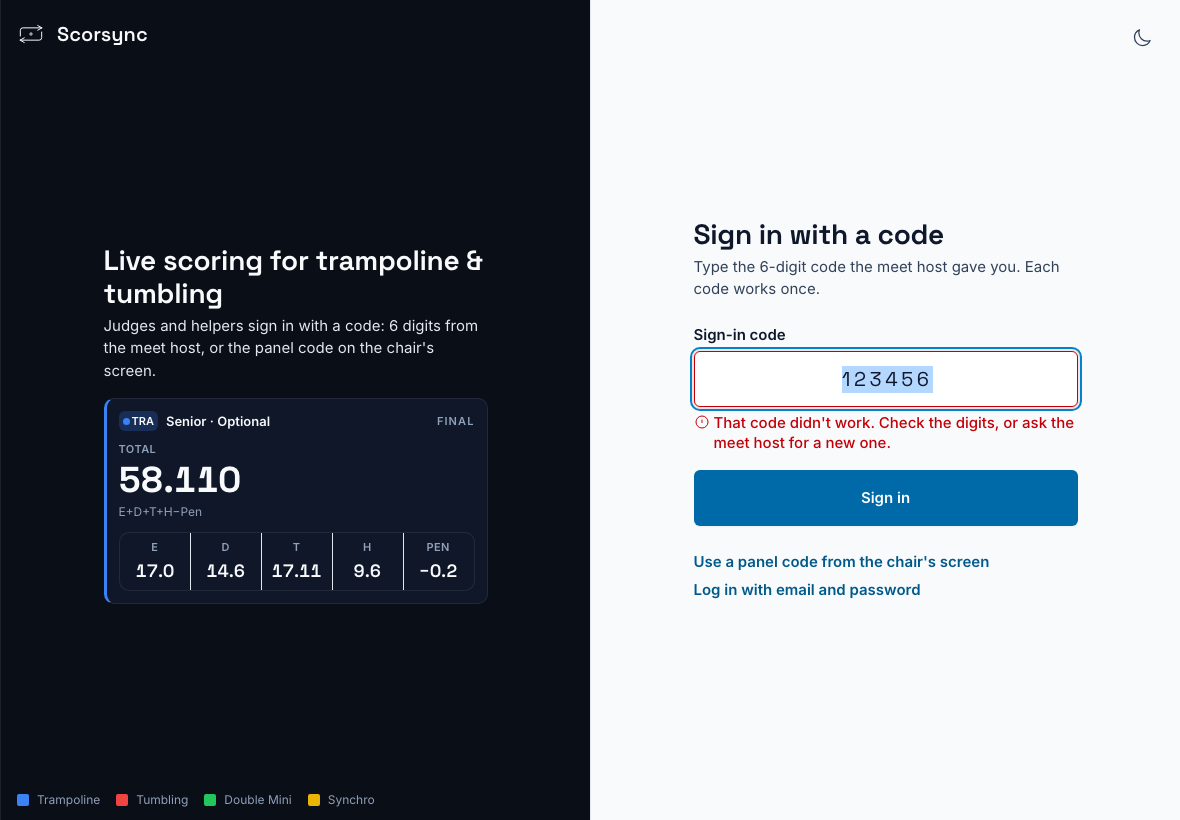 Scorsync
Live scoring for trampoline &
tumbling
Judges and helpers sign in with a code: 6 digits from
the meet host, or the panel code on the chair's
screen.
TRA Senior · Optional FINAL
TOTAL
58.110
E+D+T+H−Pen
E D T H PEN
17.0 14.6 17.11 9.6 −0.2
Trampoline Tumbling Double Mini Synchro
Sign in with a code
Type the 6-digit code the meet host gave you. Each
code works once.
Sign-in code
123456
That code didn't work. Check the digits, or ask the
meet host for a new one.
Sign in
Use a panel code from the chair's screen
Log in with email and password